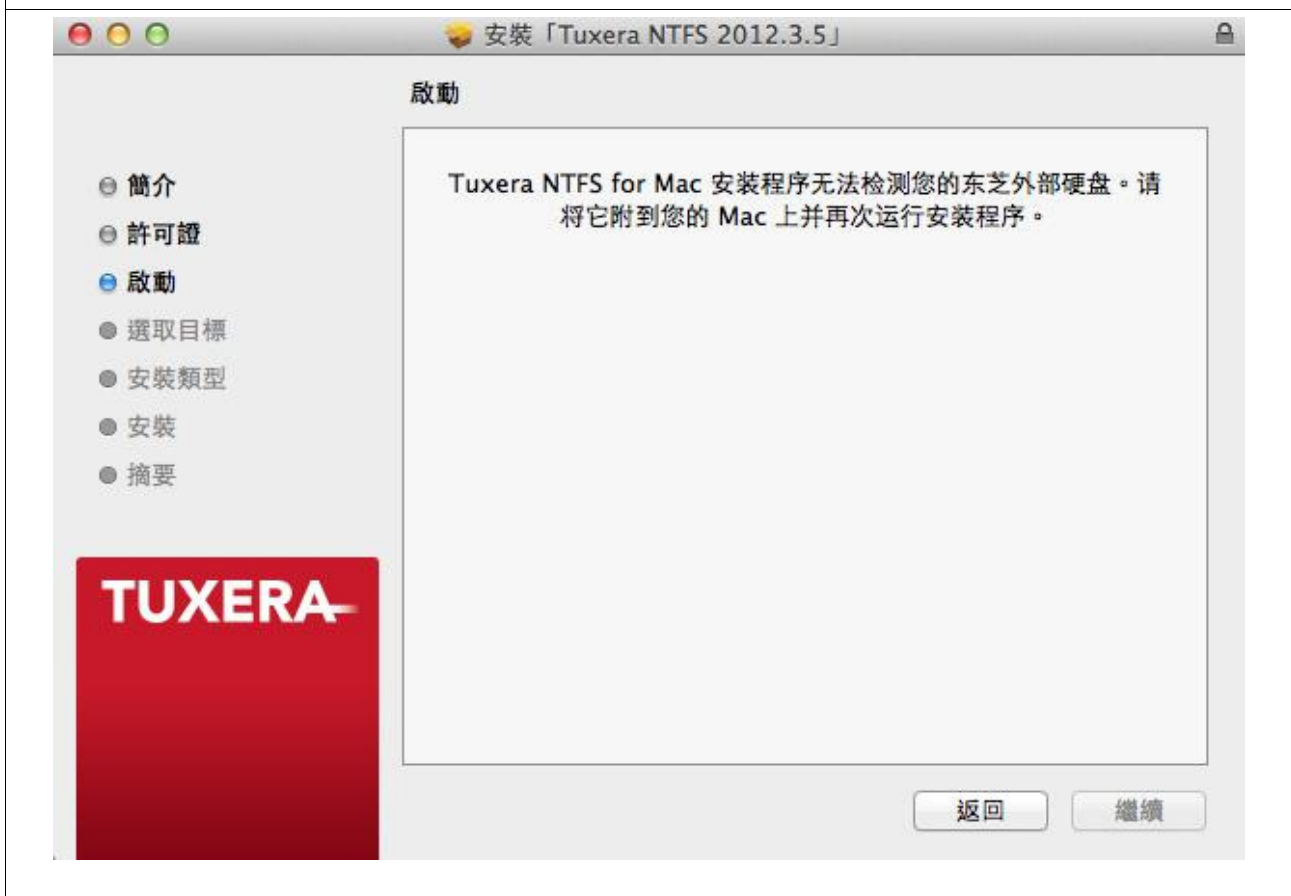 安裝「Tuxera NTFS 2012.3.5」
啟動
簡介
許可證
啟動
選取目標
安裝類型
安裝
摘要
Tuxera NTFS for Mac 安装程序无法检测您的东芝外部硬盘。请
将它附到您的 Mac 上并再次运行安装程序。
TUXERA
返回
繼續